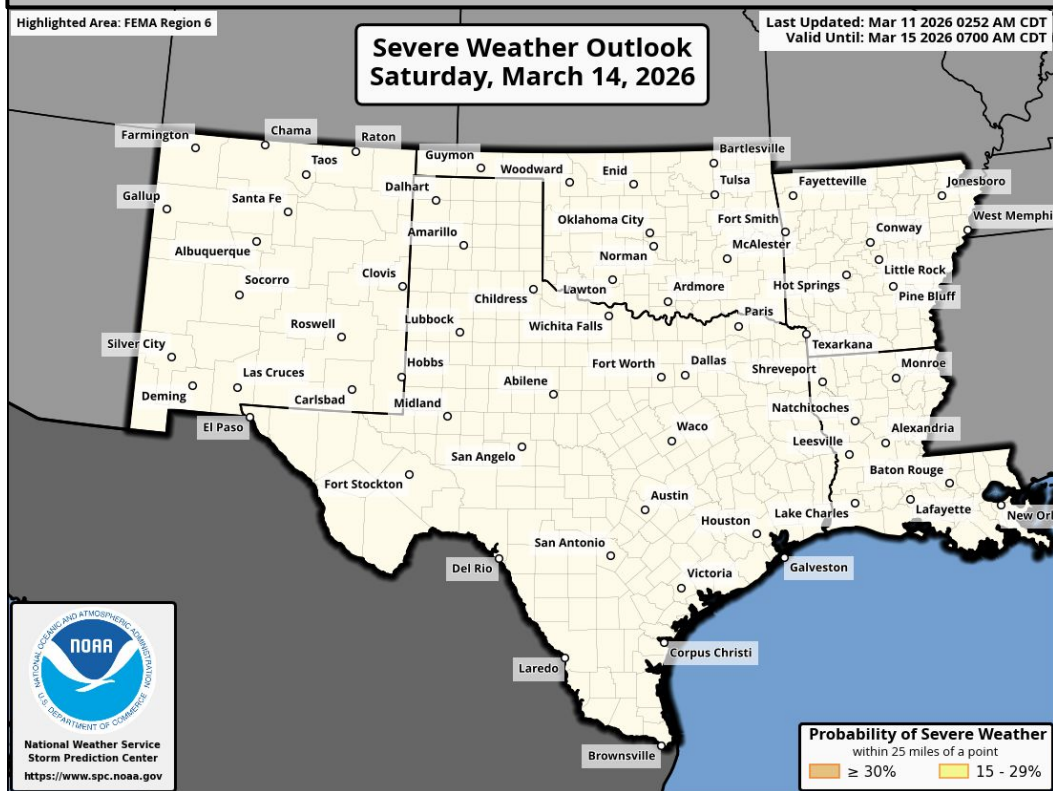 Highlighted Area: FEMA Region 6
Severe Weather Outlook
Saturday, March 14, 2026
Last Updated: Mar 11 2026 0252 AM CDT
Valid Until: Mar 15 2026 0700 AM CDT
Farmington
Chama
Raton
Taos
Gallup
Santa Fe
Albuquerque
Socorro
Clovis
Roswell
Silver City
Las Cruces
Deming
Carlsbad
Hobbs
Guymon
Woodward
Enid
Bartlesville
Tulsa
Oklahoma City
Fort Smith
Norman
McAlester
Lawton
Ardmore
Fayetteville
Jonesboro
West Memphi
Conway
Little Rock
Hot Springs
Pine Bluff
Texarkana
Dalhart
Amarillo
Childress
Lubbock
Wichita Falls
Paris
Fort Worth
Dallas
Abilene
Midland
El Paso
San Angelo
Waco
Fort Stockton
Austin
Houston
San Antonio
Del Rio
Victoria
Galveston
Corpus Christi
Laredo
Brownsville
Shreveport
Monroe
Natchitoches
Alexandria
Leesville
Baton Rouge
Lake Charles
Lafayette
New Orl
NATIONAL OCEANIC AND ATMOSPHERIC ADMINISTRATION
NOAA
U.S. DEPARTMENT OF COMMERCE
National Weather Service
Storm Prediction Center
https://www.spc.noaa.gov
Probability of Severe Weather
within 25 miles of a point
≥ 30%
15 - 29%